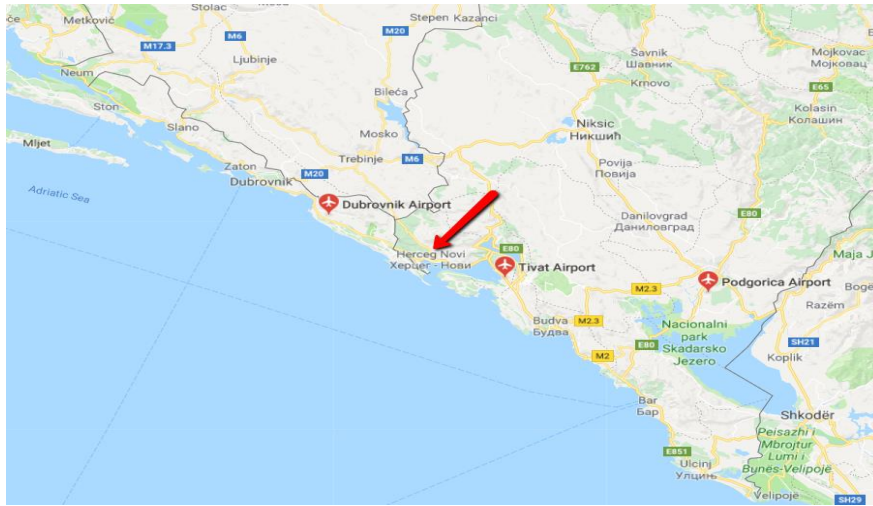 Metković
Stolac
Stepen
Kazanci
M20
M6
M17.3
Ljubinje
Šavnik
Шавник
Mojkovac
Мојковац
E762
Krnovo
E65
Neum
Bileća
Kolasin
Колашин
Ston
Slano
Mosko
Niksic
Никшић
Mljet
Zaton
Trebinje
M6
Povija
Повија
M20
Dubrovnik
Adriatic Sea
Dubrovnik Airport
Danilovgrad
Даниловград
E80
Herceg Novi
Херцег - Нови
E80
Tivat Airport
Maja J
Podgorica Airport
Boge
M2.3
Razëm
Budva
Будва
M2.3
Nacionalni
park
Skadarsko
Jezero
E80
SH21
M2
Koplik
Bar
Бар
Shkodër
Peisazhi i
Mbrojtur
Lumi i
Bunës-Velipojë
E851
Ulcinj
Улцињ
Velipojë
SH29